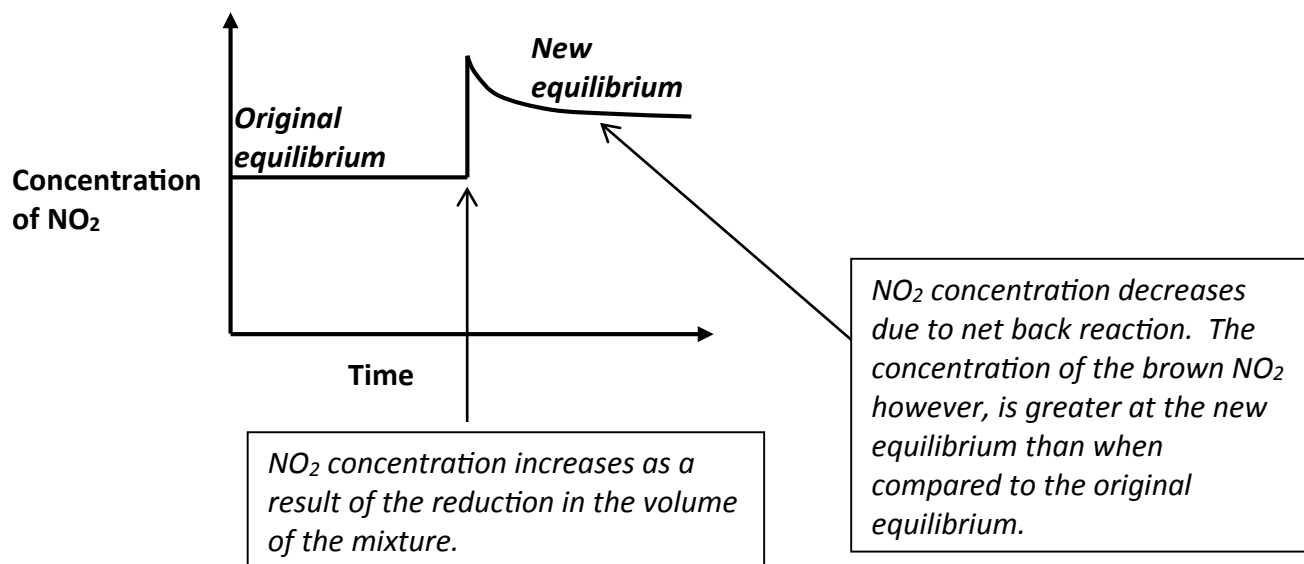 New
equilibrium
Original
equilibrium
Concentration
of NO₂
Time
NO₂ concentration decreases
due to net back reaction.  The
concentration of the brown NO₂
however, is greater at the new
equilibrium than when
compared to the original
equilibrium.
NO₂ concentration increases as a
result of the reduction in the volume
of the mixture.